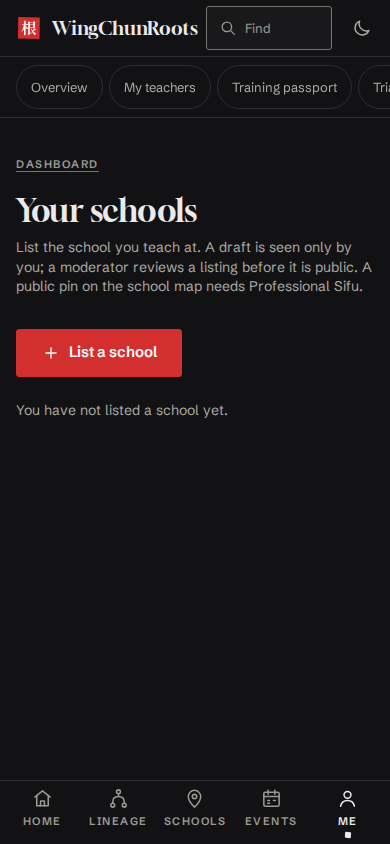 根 WingChunRoots Find
Overview My teachers Training passport Tria
DASHBOARD
Your schools
List the school you teach at. A draft is seen only by
you; a moderator reviews a listing before it is public. A
public pin on the school map needs Professional Sifu.
+ List a school
You have not listed a school yet.
HOME LINEAGE SCHOOLS EVENTS ME